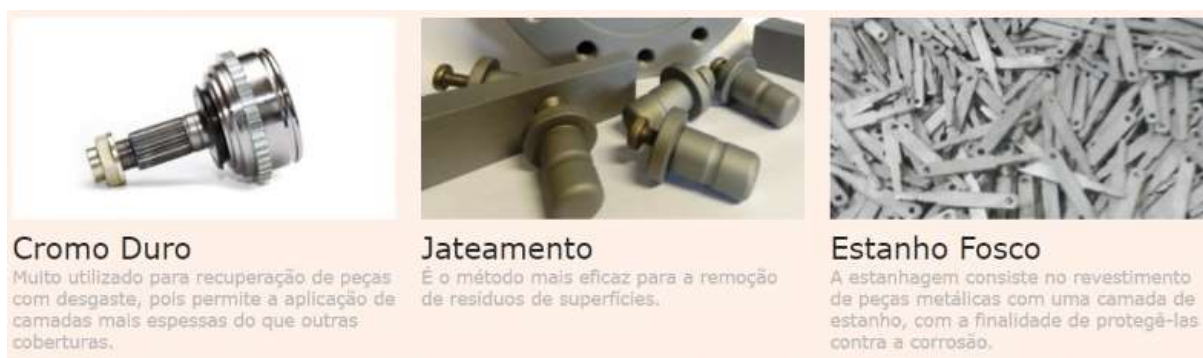 Cromo Duro
Muito utilizado para recuperação de peças
com desgaste, pois permite a aplicação de
camadas mais espessas do que outras
coberturas.
Jateamento
É o método mais eficaz para a remoção
de resíduos de superfícies.
Estanho Fosco
A estanhagem consiste no revestimento
de peças metálicas com uma camada de
estanho, com a finalidade de protegê-las
contra a corrosão.